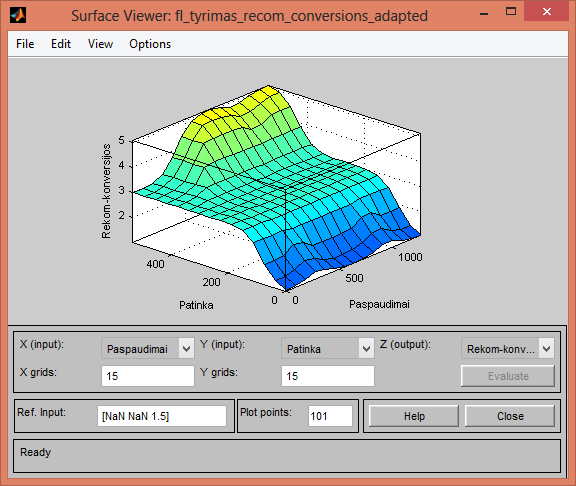 Surface Viewer: fl_tyrimas_recom_conversions_adapted
File Edit View Options
5
4
3
2
Rekom-konversijos
400
200
0
Patinka
0
500
1000
Paspaudimai
X (input): Paspaudimai Y (input): Patinka Z (output): Rekom-konv...
X grids: 15 Y grids: 15 Evaluate
Ref. Input: [NaN NaN 1.5] Plot points: 101 Help Close
Ready